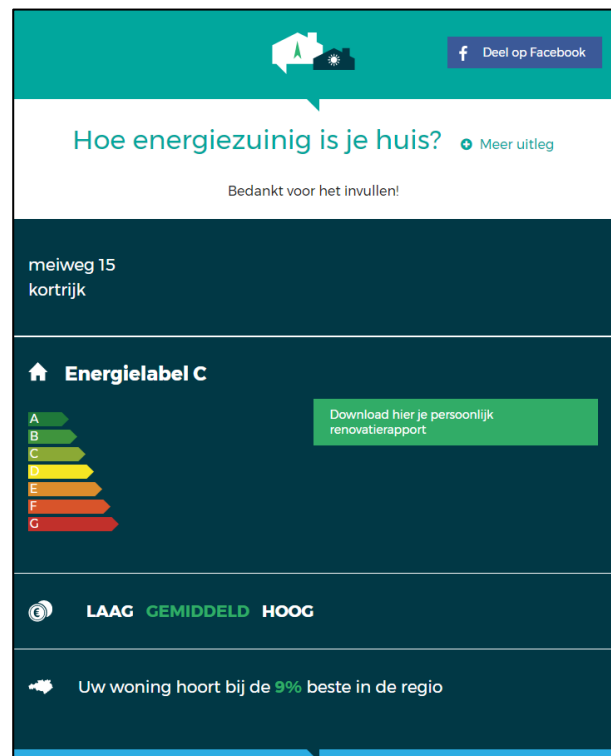 Deel op Facebook
Hoe energiezuinig is je huis? Meer uitleg
Bedankt voor het invullen!
meiweg 15
kortrijk
Energielabel C
A
B
C
D
E
F
G
Download hier je persoonlijk
renovatierapport
LAAG GEMIDDELD HOOG
Uw woning hoort bij de 9% beste in de regio